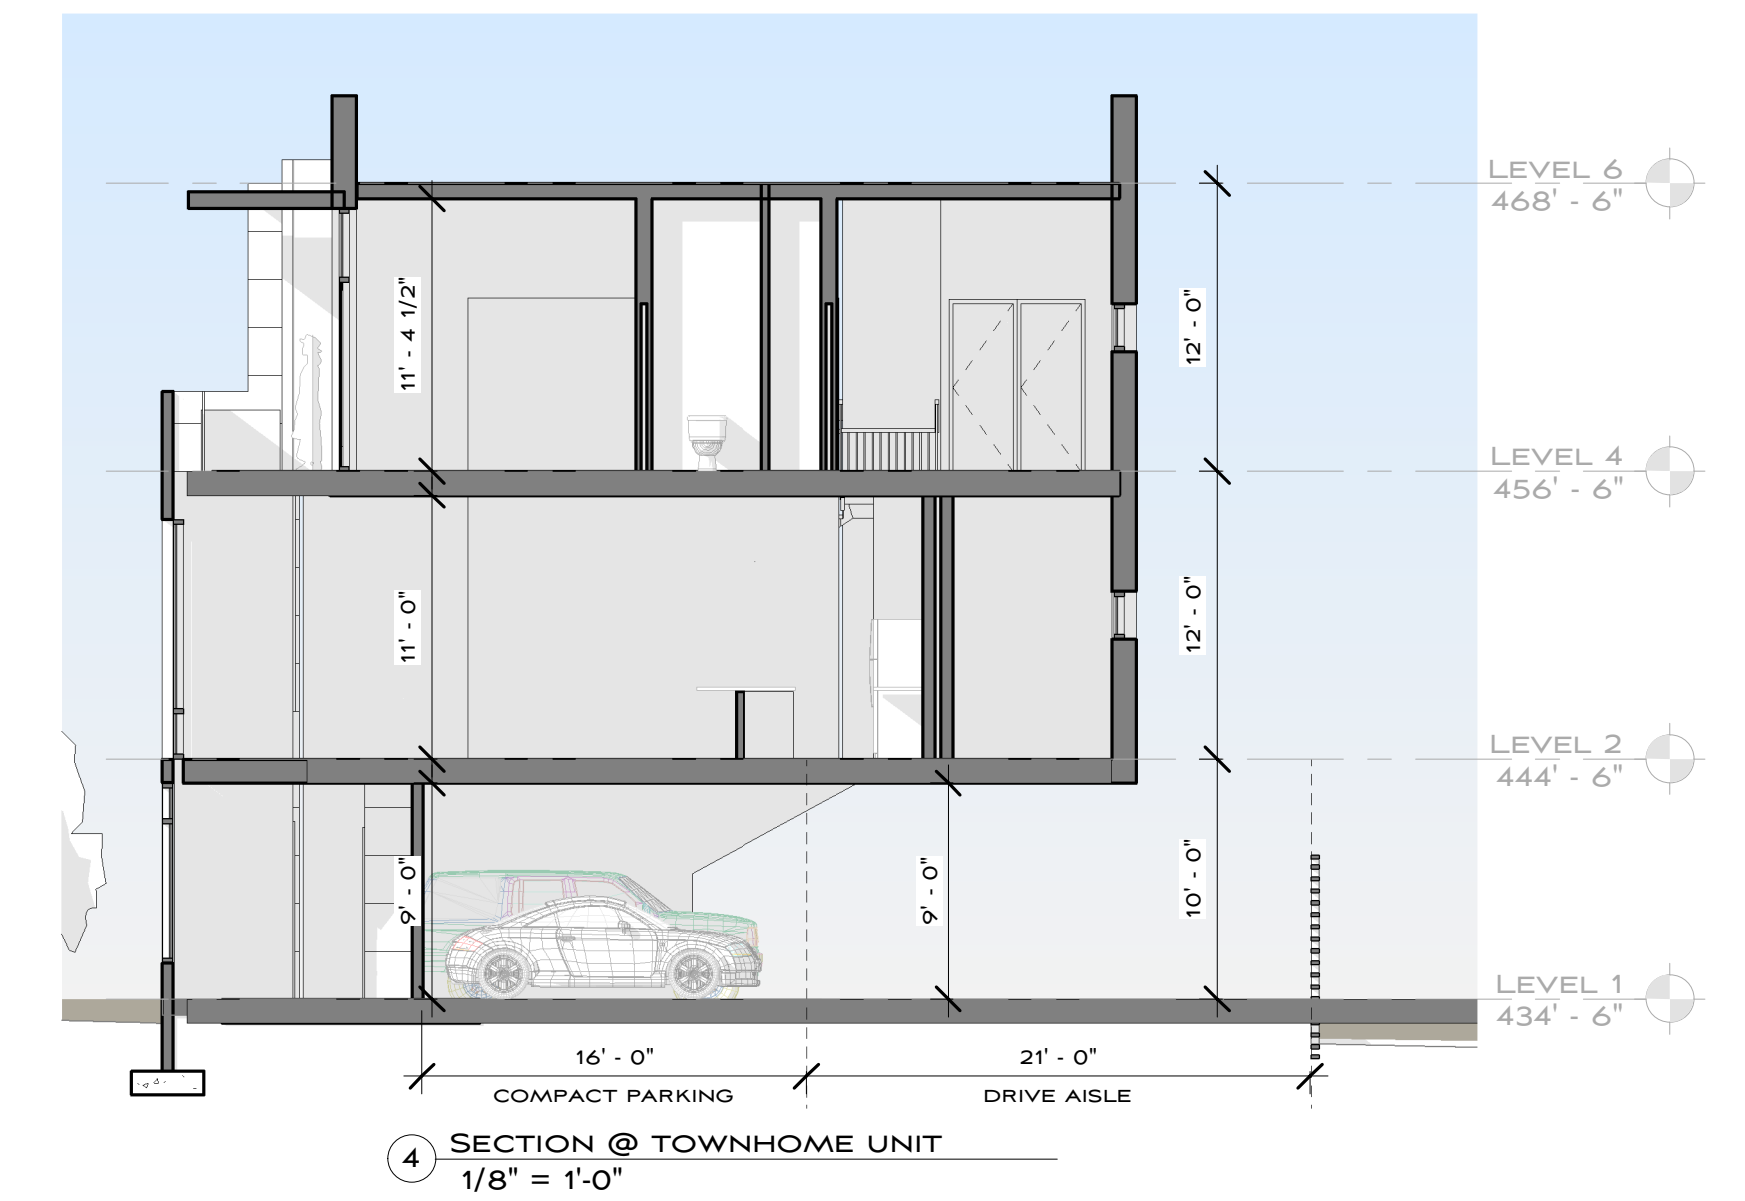 LEVEL 6
468' - 6"
11' - 4 1/2"
12' - 0"
LEVEL 4
456' - 6"
11' - 0"
12' - 0"
LEVEL 2
444' - 6"
9' - 0"
9' - 0"
10' - 0"
LEVEL 1
434' - 6"
16' - 0"
21' - 0"
COMPACT PARKING
DRIVE AISLE
4
SECTION @ TOWNHOME UNIT
1/8" = 1'-0"